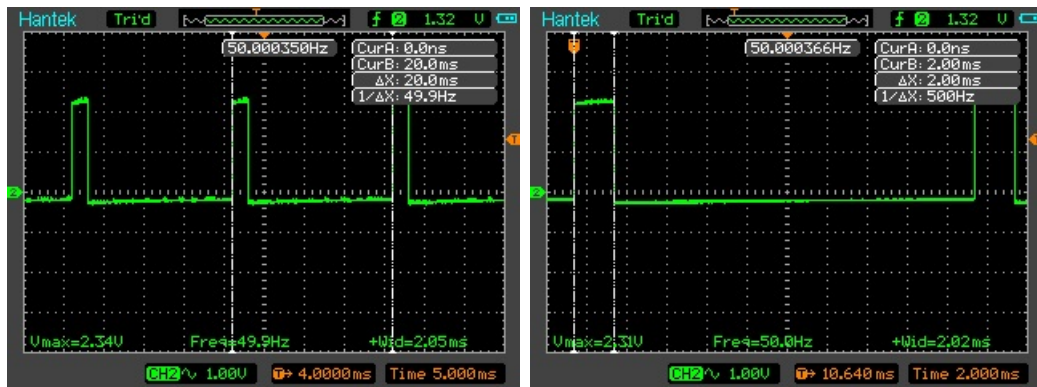 Hantek Tri'd T f 2 1.32 V
50.000350Hz
CurA: 0.0ns
CurB: 20.0ms
ΔX: 20.0ms
1/ΔX: 49.9Hz
T
2
Vmax=2.34V Freq=49.9Hz +Wid=2.05ms
CH2 1.00V T→ 4.0000ms Time 5.000ms
Hantek Tri'd T f 2 1.32 V
50.000366Hz
CurA: 0.0ns
CurB: 2.00ms
ΔX: 2.00ms
1/ΔX: 500Hz
T
2
Vmax=2.31V Freq=50.0Hz +Wid=2.02ms
CH2 1.00V T→ 10.640ms Time 2.000ms